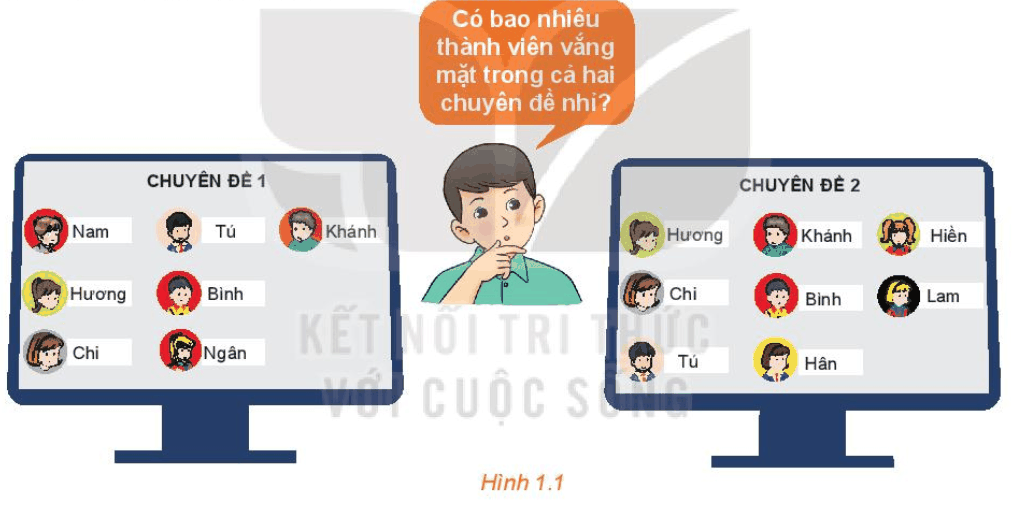 Có bao nhiêu
thành viên vắng
mặt trong cả hai
chuyên đề nhỉ?
CHUYÊN ĐỀ 1
Nam
Tú
Khánh
Hương
Bình
Chi
Ngân
CHUYÊN ĐỀ 2
Hương
Khánh
Hiền
Chi
Bình
Lam
Tú
Hân
KẾT NỐI TRI THỨC
VỚI CUỘC SỐNG
Hình 1.1